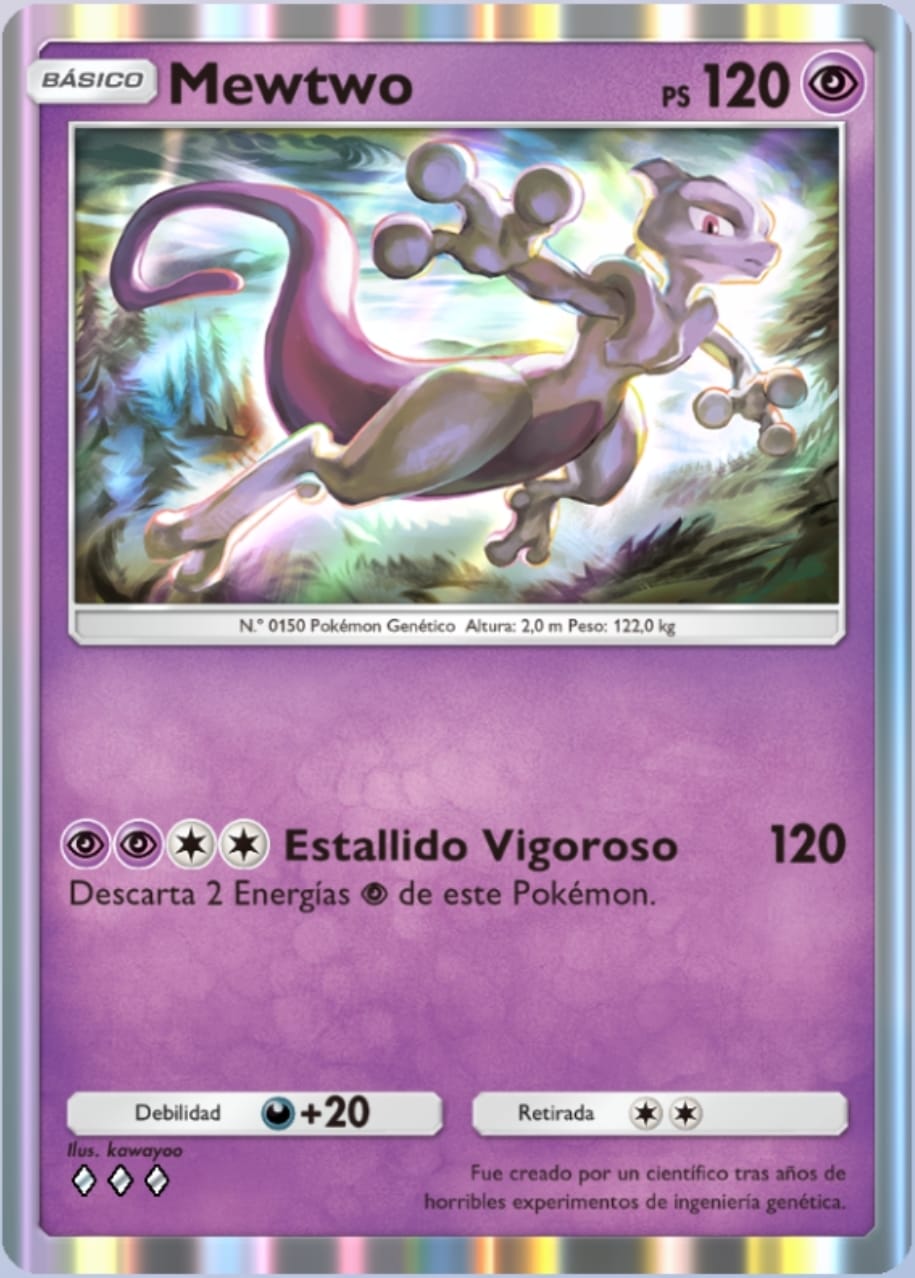 BÁSICO Mewtwo PS 120
N.° 0150 Pokémon Genético Altura: 2,0 m Peso: 122,0 kg
Estallido Vigoroso 120
Descarta 2 Energías de este Pokémon.
Debilidad +20 Retirada
Ilus. kawayoo
Fue creado por un científico tras años de
horribles experimentos de ingeniería genética.